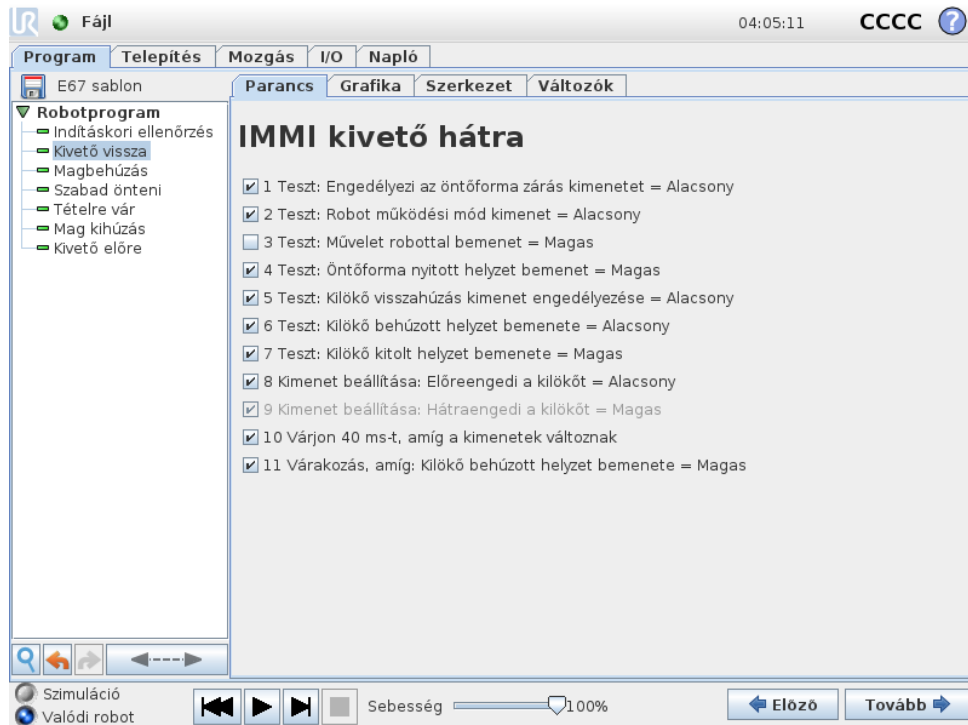 UR Fájl 04:05:11 CCCC ?
Program Telepítés Mozgás I/O Napló
E67 sablon
Parancs Grafika Szerkezet Változók
Robotprogram
Indításkori ellenőrzés
Kivető vissza
Magbehúzás
Szabad önteni
Tételre vár
Mag kihúzás
Kivető előre
IMMI kivető hátra
1 Teszt: Engedélyezi az öntőforma zárás kimenetet = Alacsony
2 Teszt: Robot működési mód kimenet = Alacsony
3 Teszt: Művelet robottal bemenet = Magas
4 Teszt: Öntőforma nyitott helyzet bemenet = Magas
5 Teszt: Kilökő visszahúzás kimenet engedélyezése = Alacsony
6 Teszt: Kilökő behúzott helyzet bemenete = Alacsony
7 Teszt: Kilökő kitolt helyzet bemenete = Magas
8 Kimenet beállítása: Előreengedi a kilökőt = Alacsony
9 Kimenet beállítása: Hátraengedi a kilökőt = Magas
10 Várjon 40 ms-t, amíg a kimenetek változnak
11 Várakozás, amíg: Kilökő behúzott helyzet bemenete = Magas
Szimuláció
Valódi robot
Sebesség 100%
Előző
Tovább